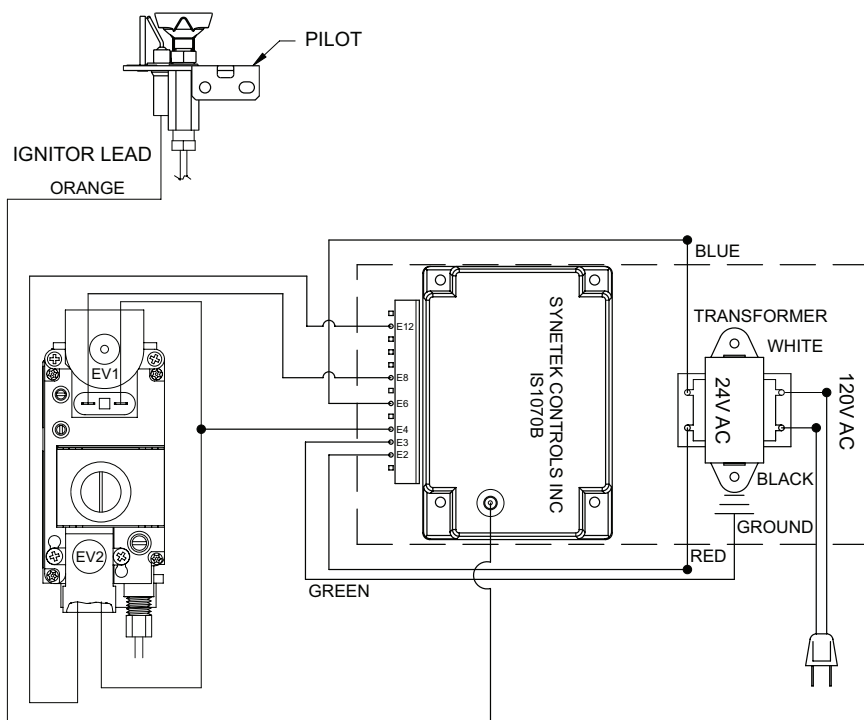 PILOT
IGNITOR LEAD
ORANGE
BLUE
TRANSFORMER
WHITE
E12
E8
E6
E4
E3
E2
SYNETEK CONTROLS INC
IS1070B
24V AC
120V AC
EV1
BLACK
GROUND
EV2
RED
GREEN